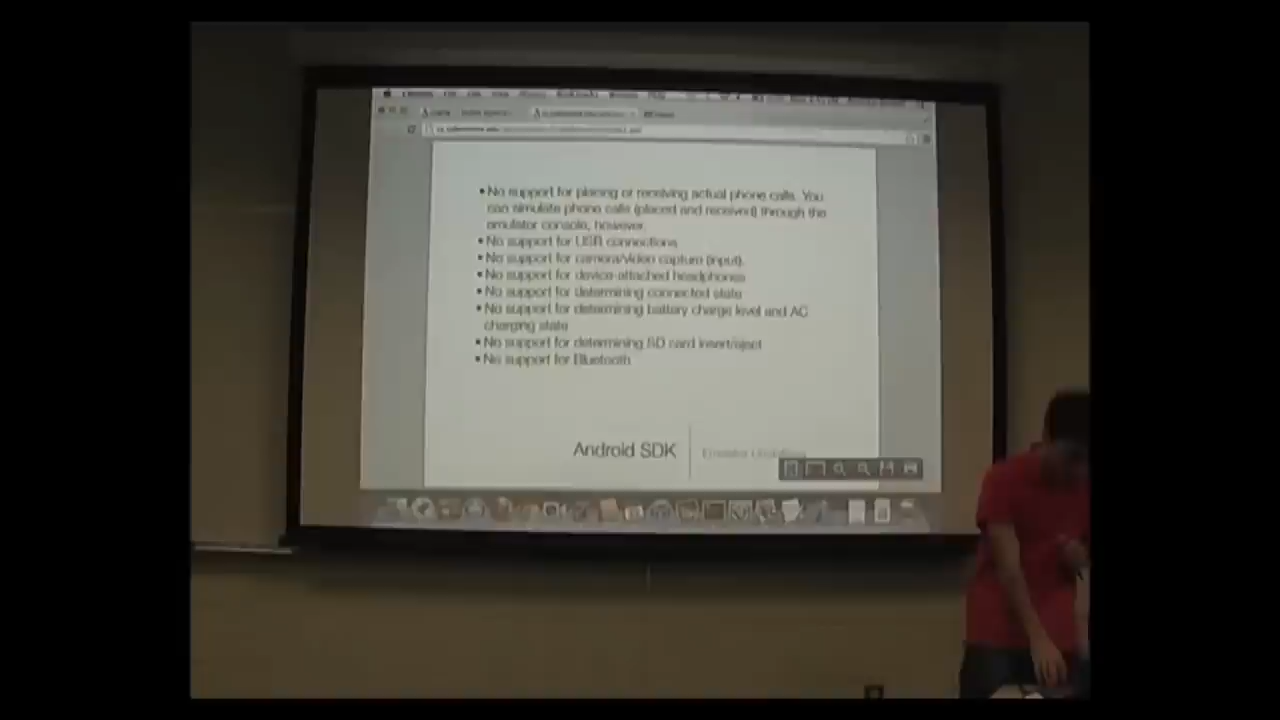 • No support for placing or receiving actual phone calls. You
can simulate phone calls (placed and received) through the
emulator console, however.
• No support for USB connections
• No support for camera/video capture (input).
• No support for device-attached headphones
• No support for determining connected state
• No support for determining battery charge level and AC
charging state
• No support for determining SD card insert/eject
• No support for Bluetooth
Android SDK